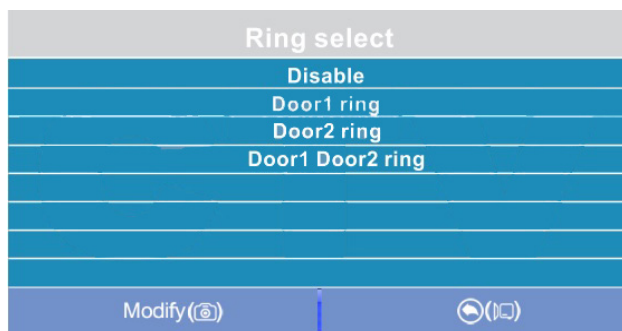 Ring select
Disable
Door1 ring
Door2 ring
Door1 Door2 ring
Modify()
()